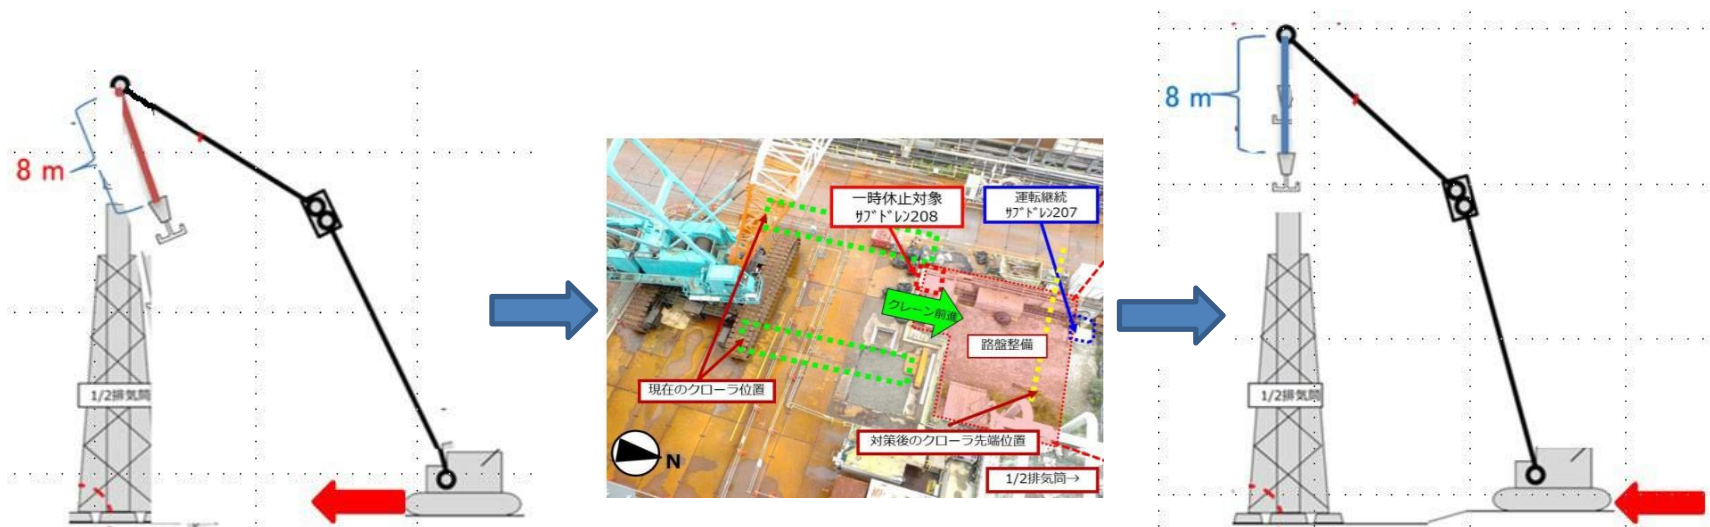 8 m
1/2排気筒
一時休止対象
ｻﾌﾞﾄﾞﾚﾝ208
運転継続
ｻﾌﾞﾄﾞﾚﾝ207
クレーン前進
路盤整備
現在のクローラ位置
対策後のクローラ先端位置
N
1/2排気筒→
8 m
1/2排気筒